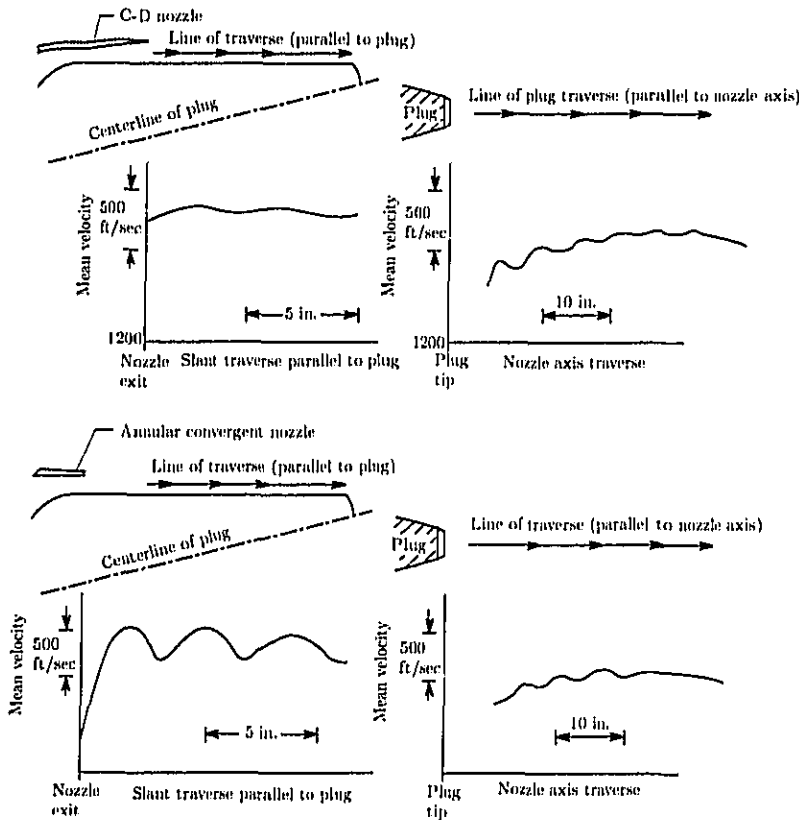 C-D nozzle
Line of traverse (parallel to plug)
Centerline of plug
Plug
Line of plug traverse (parallel to nozzle axis)
Mean velocity
500
ft/sec
5 in.
1200
Nozzle
exit
Slant traverse parallel to plug
Mean velocity
500
ft/sec
10 in.
1200
Plug
tip
Nozzle axis traverse
Annular convergent nozzle
Line of traverse (parallel to plug)
Centerline of plug
Plug
Line of traverse (parallel to nozzle axis)
Mean velocity
500
ft/sec
5 in.
Nozzle
exit
Slant traverse parallel to plug
Mean velocity
500
ft/sec
10 in.
Plug
tip
Nozzle axis traverse